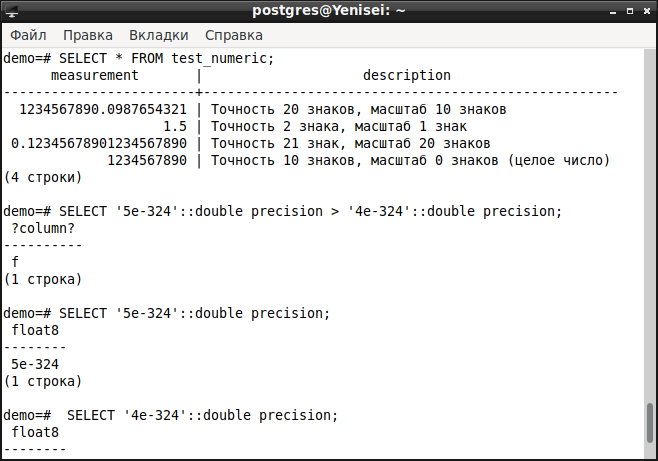 postgres@Yenisei: ~
Файл Правка Вкладки Справка
demo=# SELECT * FROM test_numeric;
      measurement       |                    description
------------------------+----------------------------------------------------
  1234567890.0987654321 | Точность 20 знаков, масштаб 10 знаков
                    1.5 | Точность 2 знака, масштаб 1 знак
 0.12345678901234567890 | Точность 21 знак, масштаб 20 знаков
             1234567890 | Точность 10 знаков, масштаб 0 знаков (целое число)
(4 строки)
demo=# SELECT '5e-324'::double precision > '4e-324'::double precision;
 ?column?
----------
 f
(1 строка)
demo=# SELECT '5e-324'::double precision;
 float8
--------
 5e-324
(1 строка)
demo=#  SELECT '4e-324'::double precision;
 float8
--------